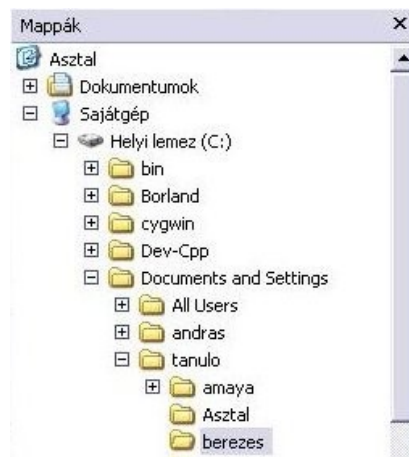 Mappák
Asztal
Dokumentumok
Sajátgép
Helyi lemez (C:)
bin
Borland
cygwin
Dev-Cpp
Documents and Settings
All Users
andras
tanulo
amaya
Asztal
berezes